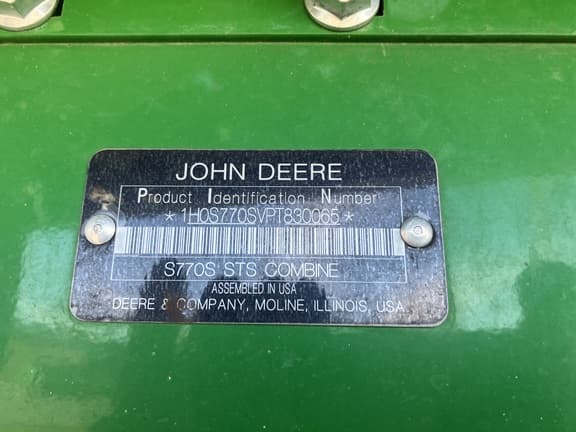 JOHN DEERE
Product Identification Number
*1H0S770SVPT830065*
S770S STS COMBINE
ASSEMBLED IN USA
DEERE & COMPANY, MOLINE, ILLINOIS, USA